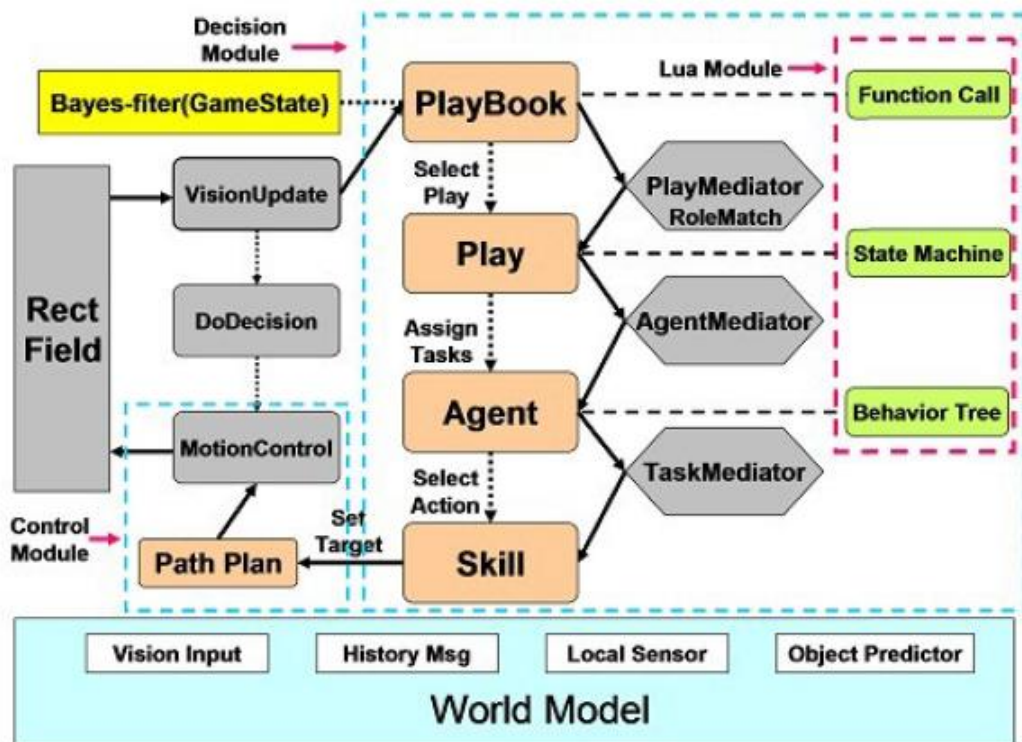 Decision
Module
Lua Module
Bayes-fiter(GameState)
PlayBook
Function Call
Select
Play
VisionUpdate
PlayMediator
RoleMatch
Play
State Machine
Rect
Field
DoDecision
Assign
Tasks
AgentMediator
Agent
Behavior Tree
MotionControl
Select
Action
TaskMediator
Control
Module
Set
Target
Path Plan
Skill
Vision Input
History Msg
Local Sensor
Object Predictor
World Model